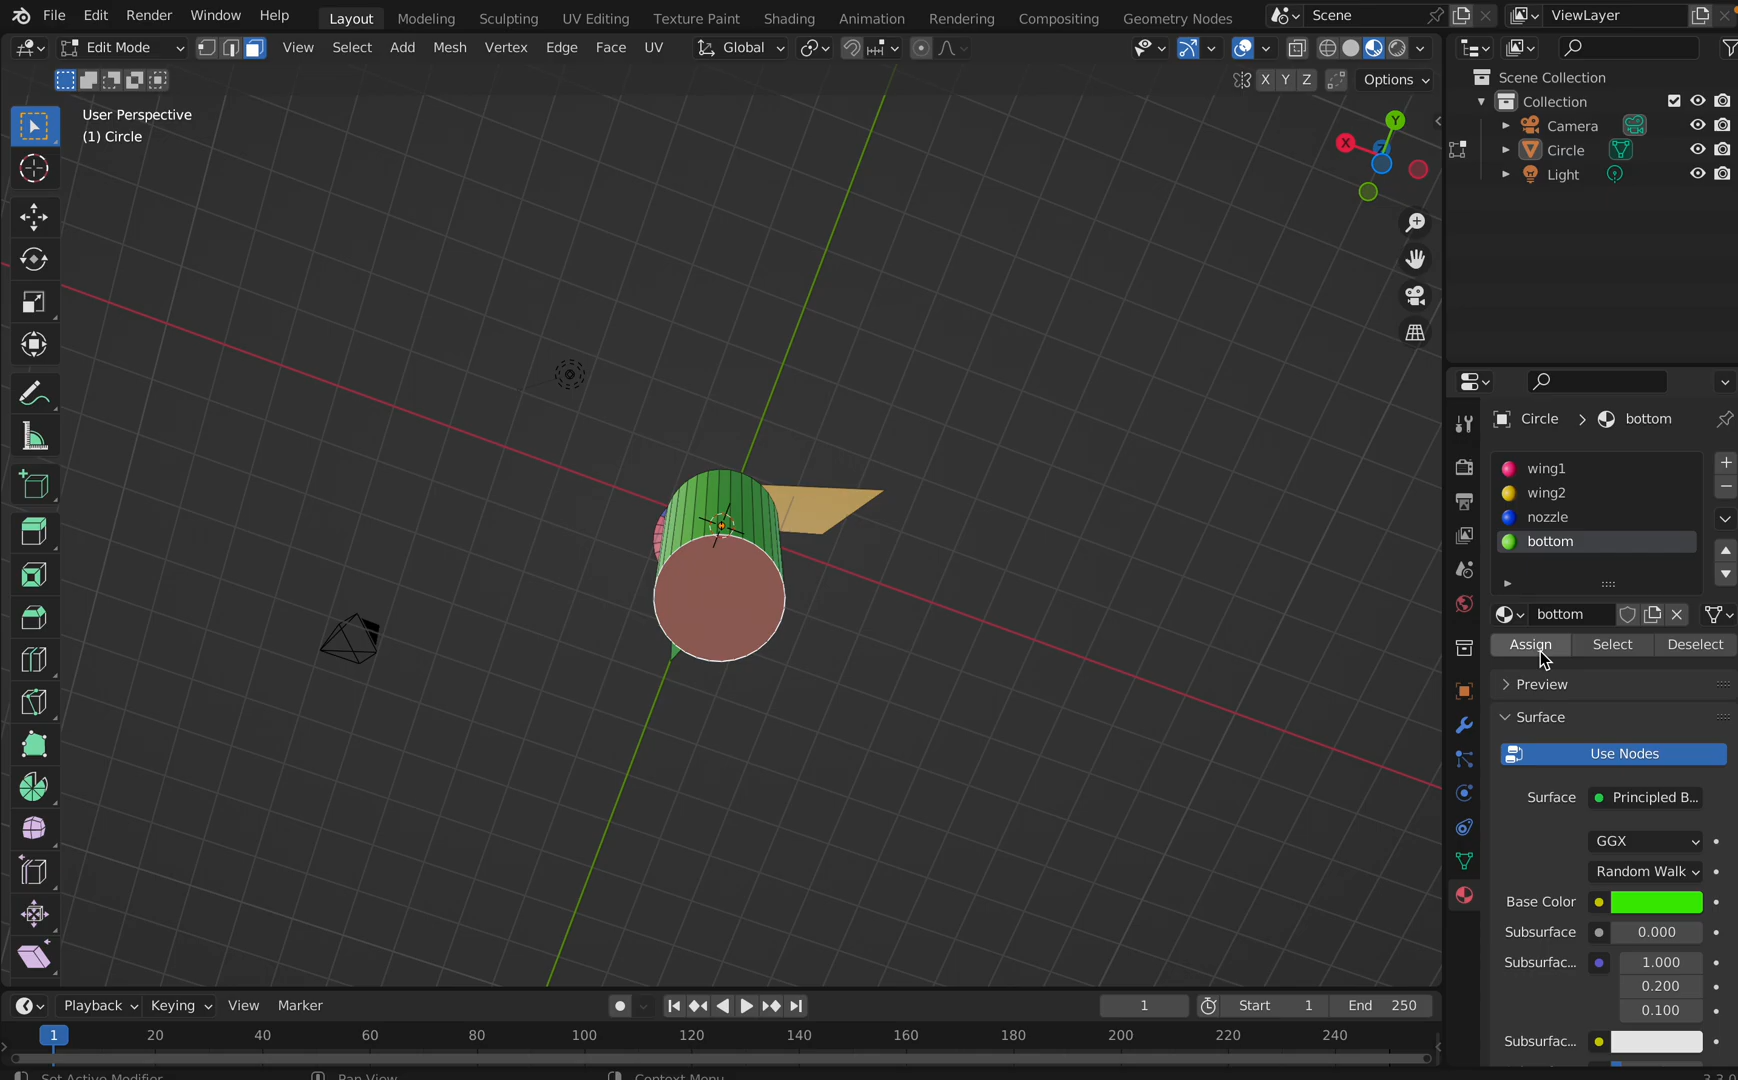 File Edit Render Window Help Layout Modeling Sculpting UV Editing Texture Paint Shading Animation Rendering Compositing Geometry Nodes Scene ViewLayer
Edit Mode View Select Add Mesh Vertex Edge Face UV Global
X Y Z Options
Scene Collection
Collection
Camera
Circle
Light
User Perspective
(1) Circle
Y
X
Z
Circle > bottom
wing1
wing2
nozzle
bottom
bottom
Assign Select Deselect
Preview
Surface
Use Nodes
Surface Principled B...
GGX
Random Walk
Base Color
Subsurface 0.000
Subsurfac... 1.000
0.200
0.100
Subsurfac...
Playback Keying View Marker 1 Start 1 End 250
1 20 40 60 80 100 120 140 160 180 200 220 240
Set Active Modifier Pan View Context Menu 3.3.0